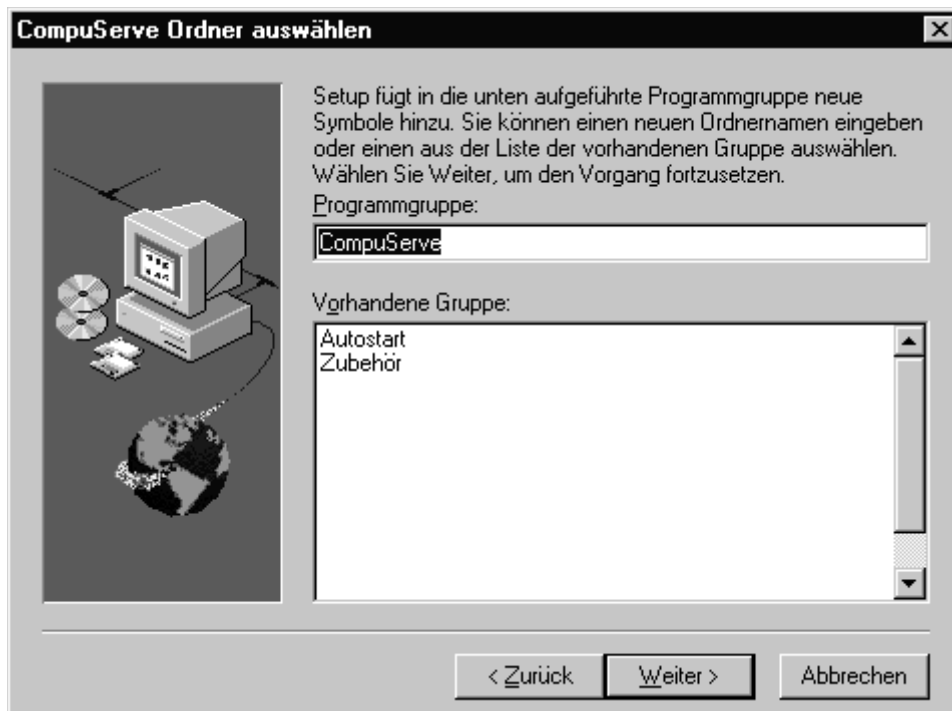 CompuServe Ordner auswählen
Setup fügt in die unten aufgeführte Programmgruppe neue
Symbole hinzu. Sie können einen neuen Ordnernamen eingeben
oder einen aus der Liste der vorhandenen Gruppe auswählen.
Wählen Sie Weiter, um den Vorgang fortzusetzen.
Programmgruppe:
CompuServe
Vorhandene Gruppe:
Autostart
Zubehör
< Zurück
Weiter >
Abbrechen